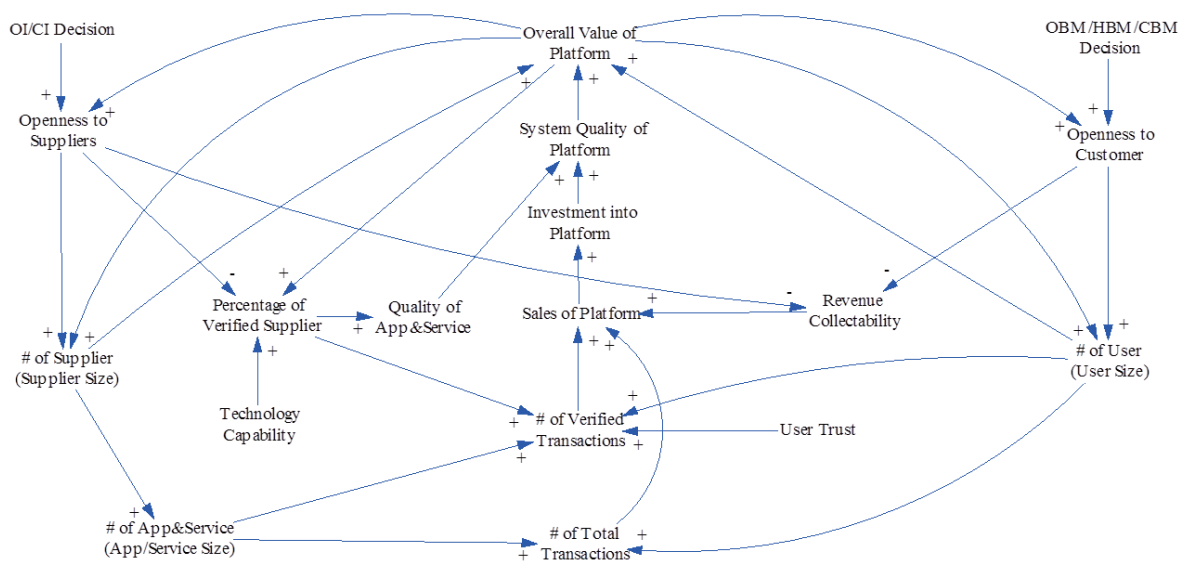 OI/CI Decision
Overall Value of
Platform
OBM/HBM/CBM
Decision
+
+
+
+
+
+
+
+
Openness to
Suppliers
System Quality of
Platform
Openness to
Customer
+
+
Investment into
Platform
+
-
+
-
-
Percentage of
Verified Supplier
+
Quality of
App&Service
Sales of Platform
+
Revenue
Collectability
+
+
+
+
+
+
+
# of Supplier
(Supplier Size)
# of User
(User Size)
Technology
Capability
+
+
# of Verified
Transactions
+
+
User Trust
+
# of App&Service
(App/Service Size)
# of Total
Transactions
+
+